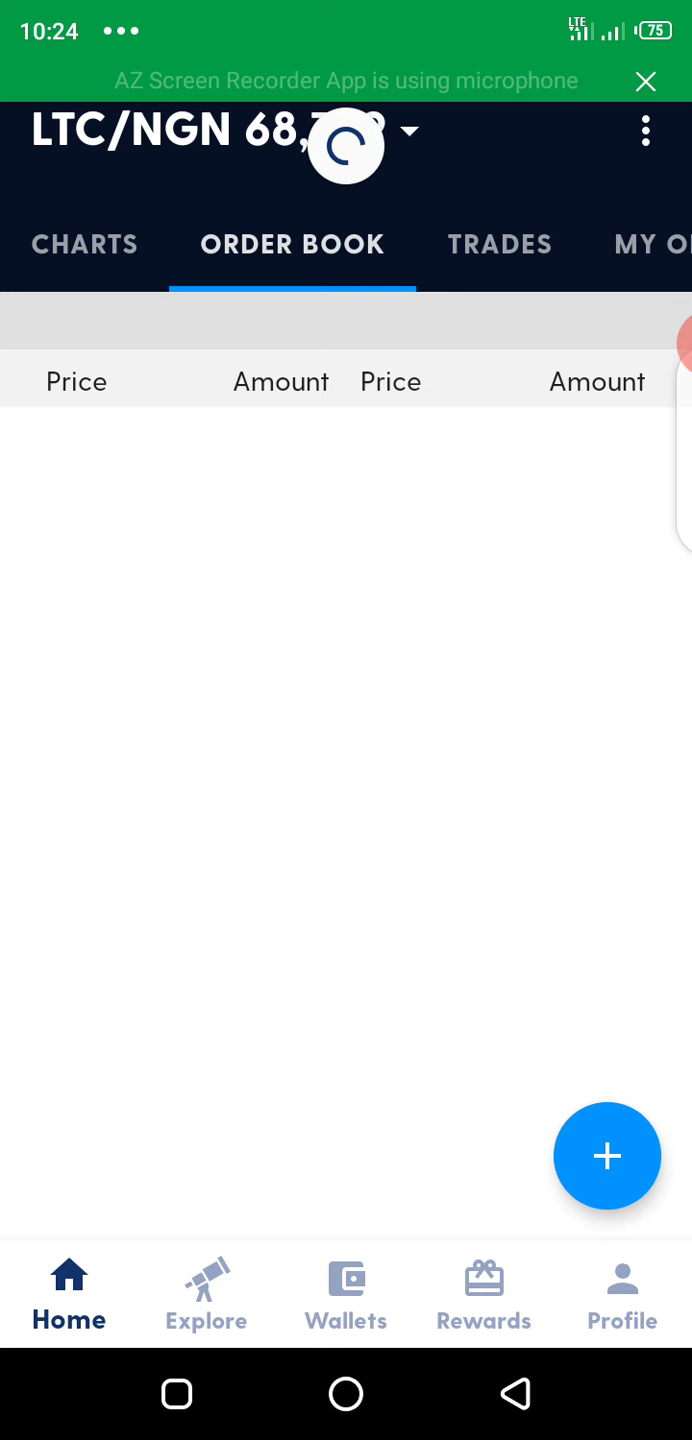 10:24
LTE
75
AZ Screen Recorder App is using microphone
LTC/NGN
CHARTS ORDER BOOK TRADES MY O
Price Amount Price Amount
Home Explore Wallets Rewards Profile